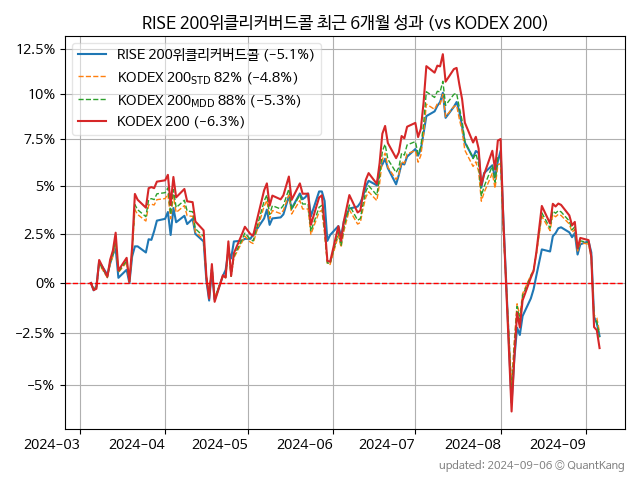 RISE 200위클리커버드콜 최근 6개월 성과 (vs KODEX 200)
RISE 200위클리커버드콜 (−5.1%)
KODEX 200STD 82% (−4.8%)
KODEX 200MDD 88% (−5.3%)
KODEX 200 (−6.3%)
12.5%
10%
7.5%
5%
2.5%
0%
−2.5%
−5%
2024-03 2024-04 2024-05 2024-06 2024-07 2024-08 2024-09
updated: 2024-09-06 © QuantKang